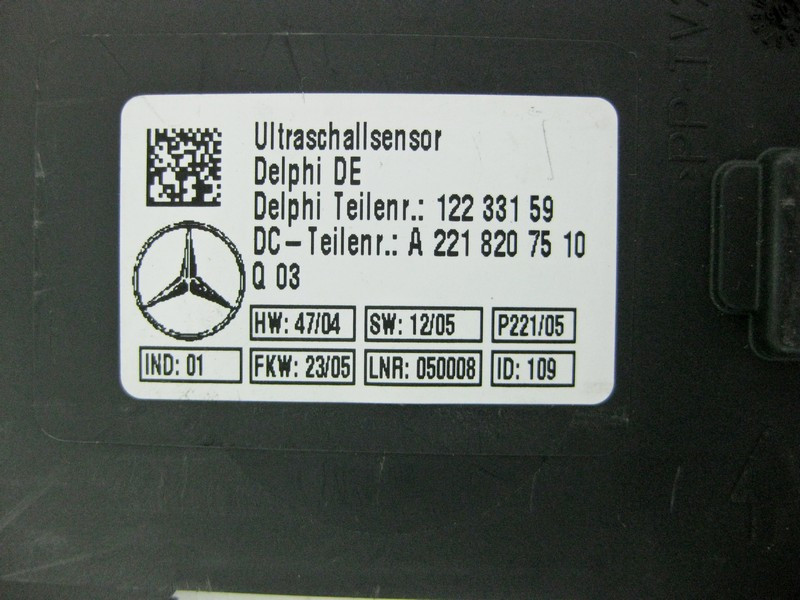 Ultraschallsensor
Delphi DE
Delphi Teilenr.: 122 331 59
DC-Teilenr.: A 221 820 75 10
Q 03
HW: 47/04 SW: 12/05 P221/05
IND: 01 FKW: 23/05 LNR: 050008 ID: 109